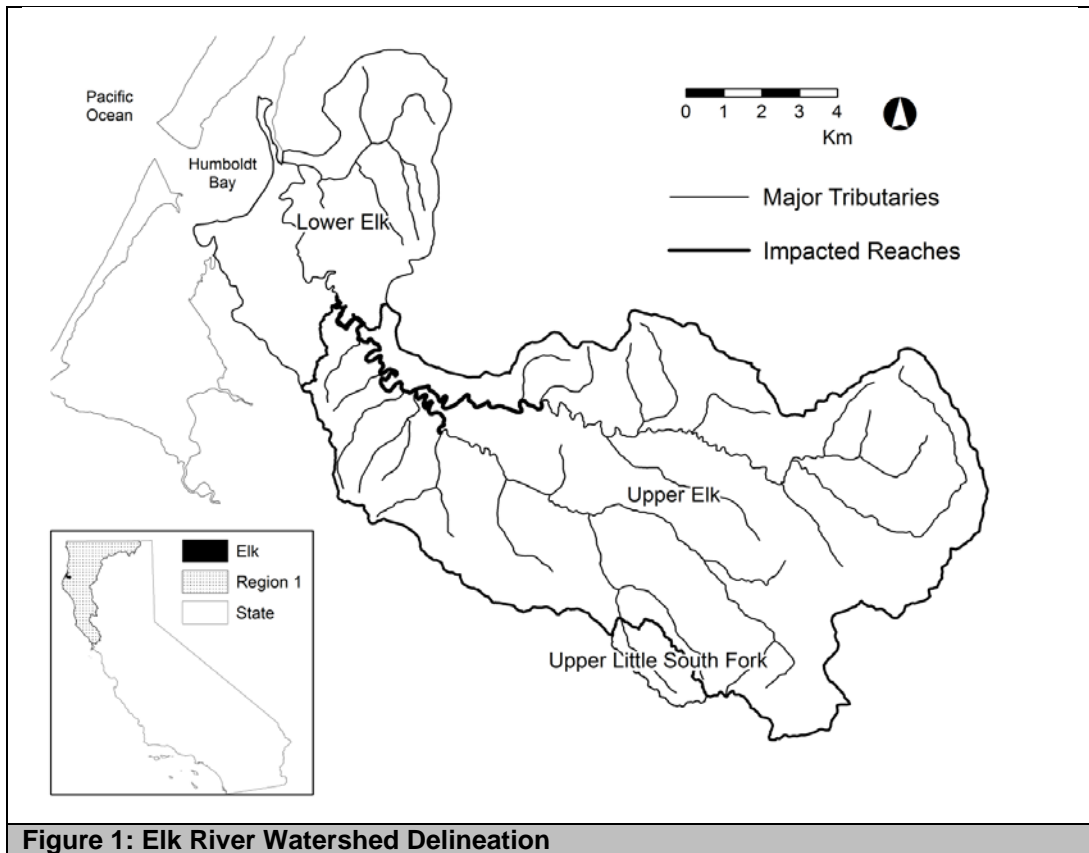 Pacific
Ocean
Humboldt
Bay
Lower Elk
0 1 2 3 4
Km
Major Tributaries
Impacted Reaches
Upper Elk
Upper Little South Fork
Elk
Region 1
State
Figure 1: Elk River Watershed Delineation